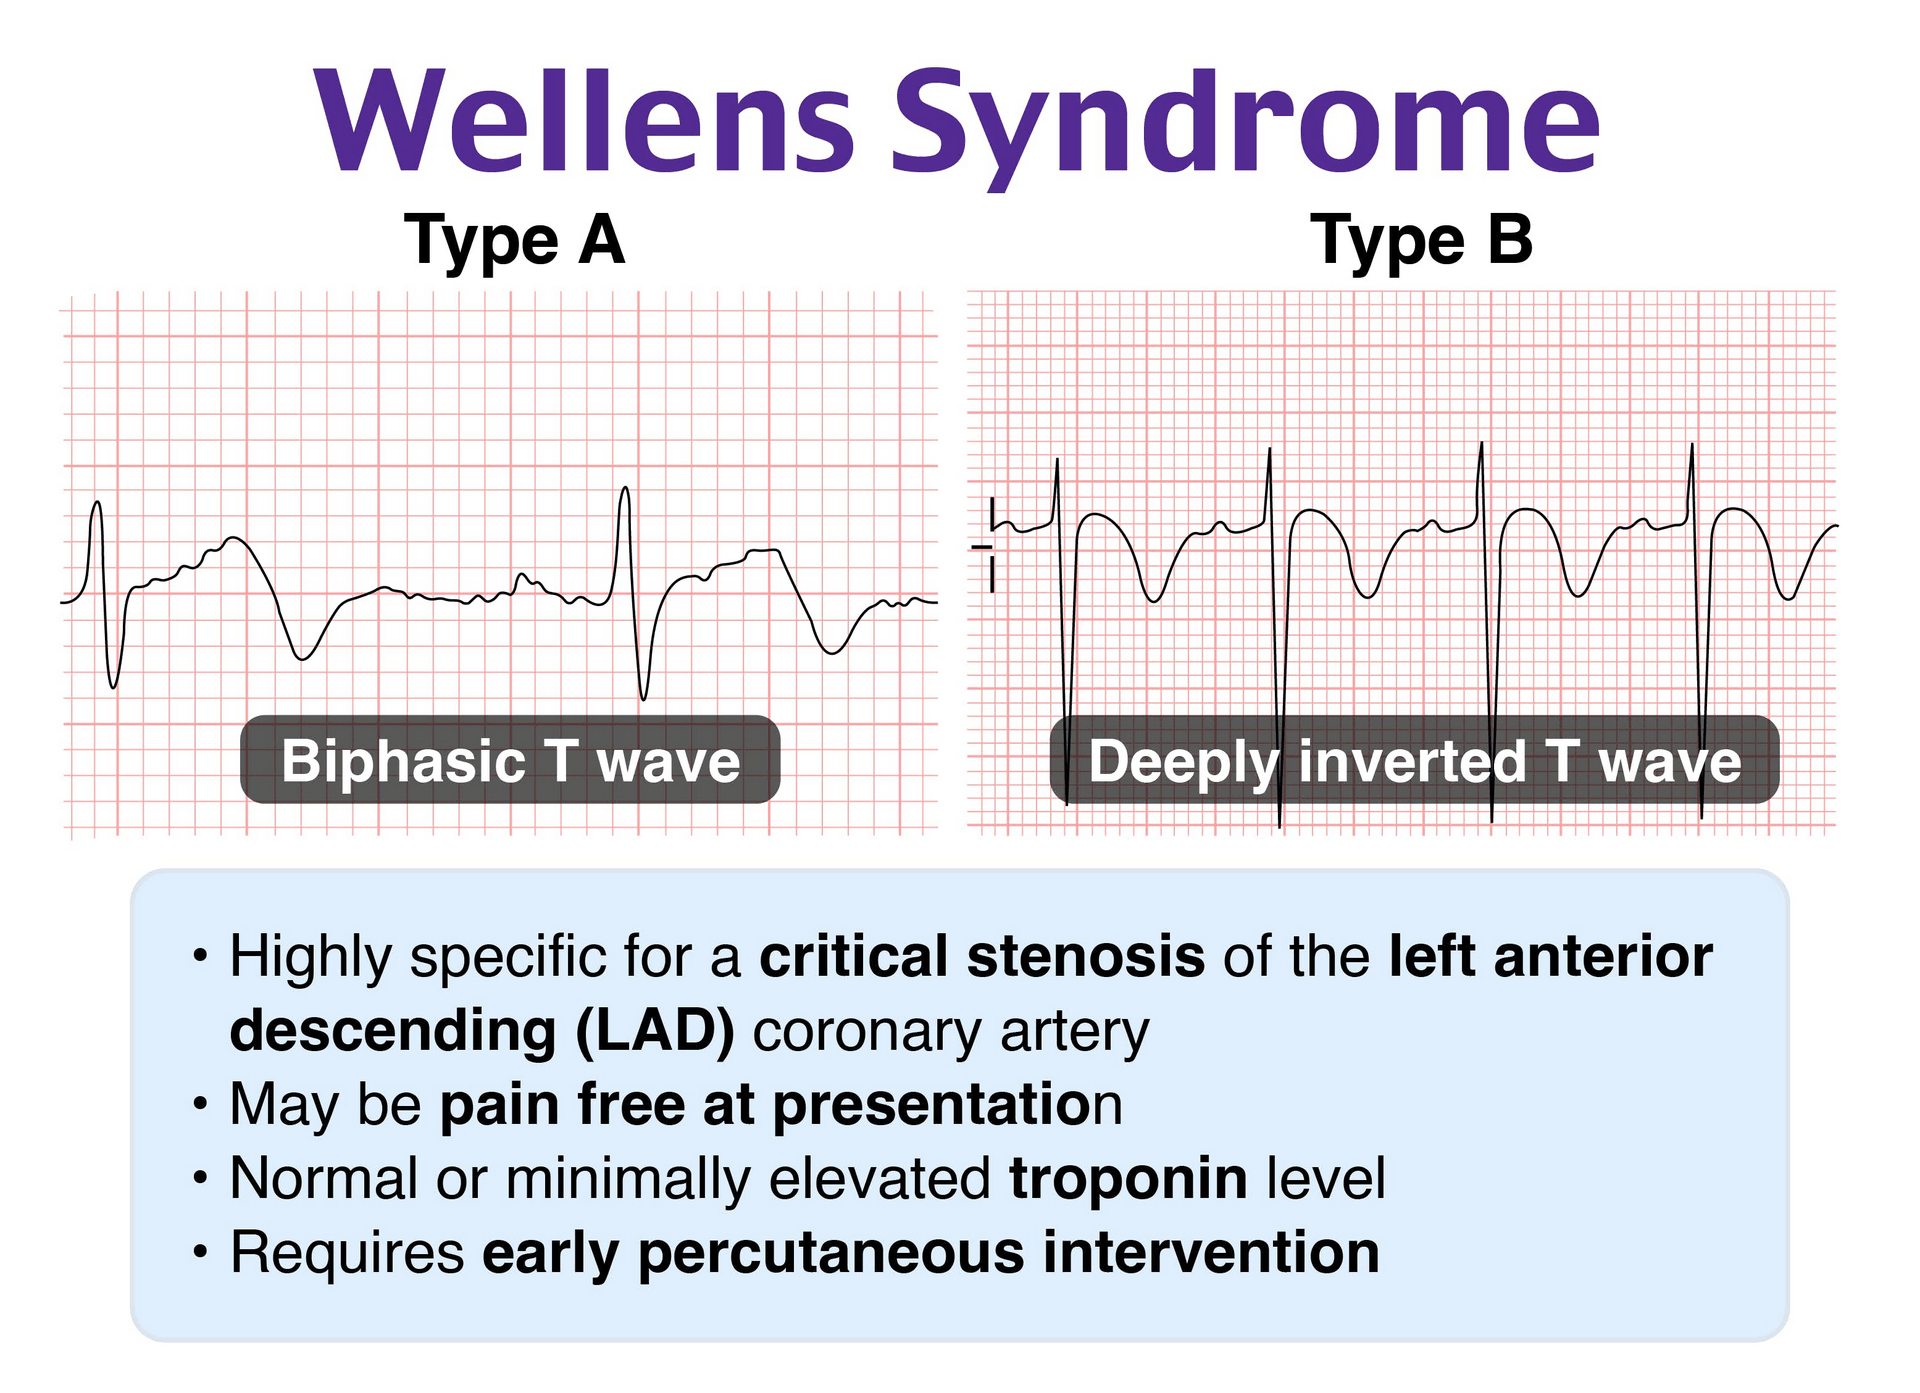 Wellens Syndrome
Type A
Type B
Biphasic T wave
Deeply inverted T wave
• Highly specific for a critical stenosis of the left anterior
descending (LAD) coronary artery
• May be pain free at presentation
• Normal or minimally elevated troponin level
• Requires early percutaneous intervention